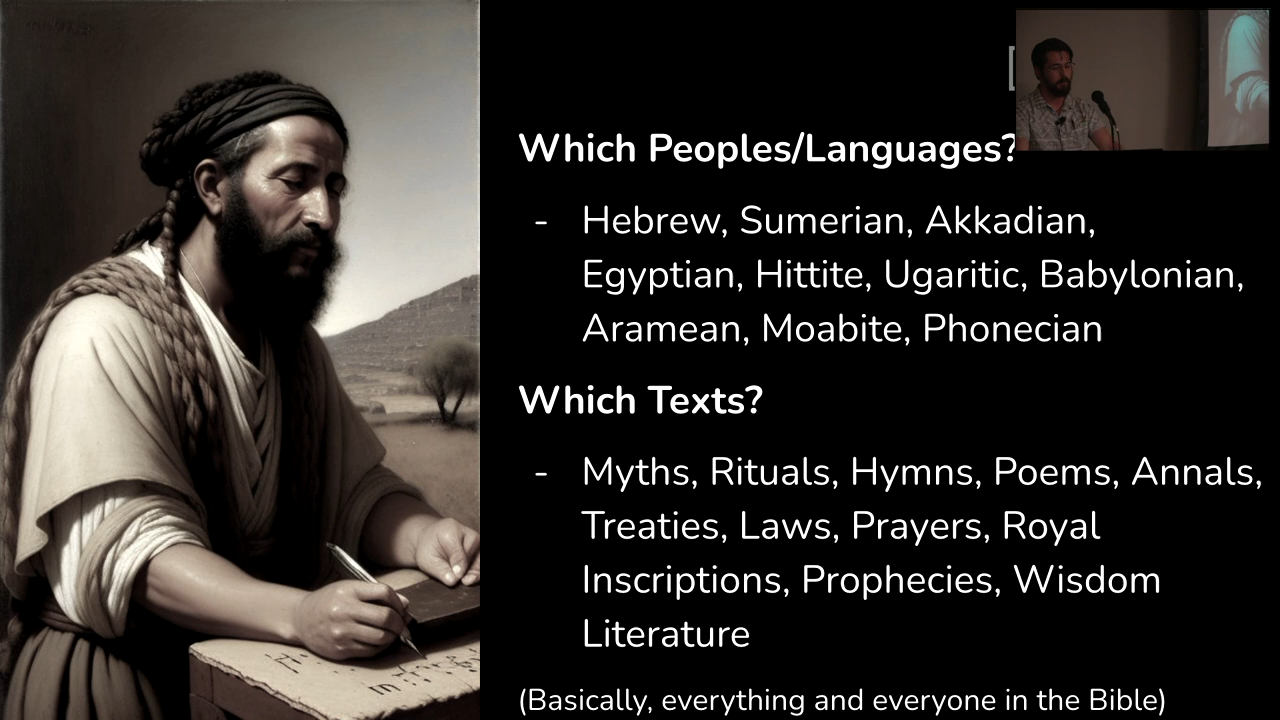 Which Peoples/Languages?
- Hebrew, Sumerian, Akkadian,
Egyptian, Hittite, Ugaritic, Babylonian,
Aramean, Moabite, Phonecian
Which Texts?
- Myths, Rituals, Hymns, Poems, Annals,
Treaties, Laws, Prayers, Royal
Inscriptions, Prophecies, Wisdom
Literature
(Basically, everything and everyone in the Bible)